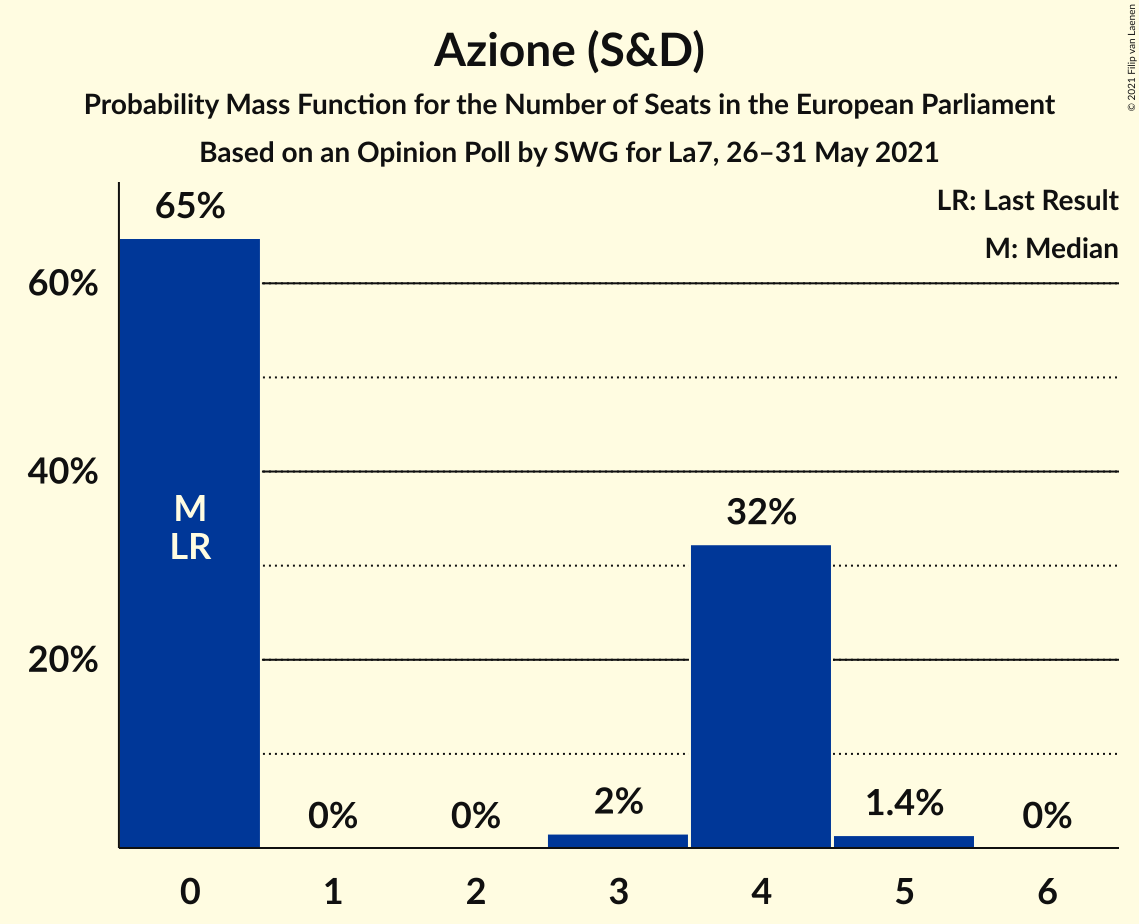 Azione (S&D)
Probability Mass Function for the Number of Seats in the European Parliament
Based on an Opinion Poll by SWG for La7, 26–31 May 2021
© 2021 Filip van Laenen
LR: Last Result
M: Median
65%
60%
40%
20%
M
LR
0%
0%
2%
32%
1.4%
0%
0
1
2
3
4
5
6